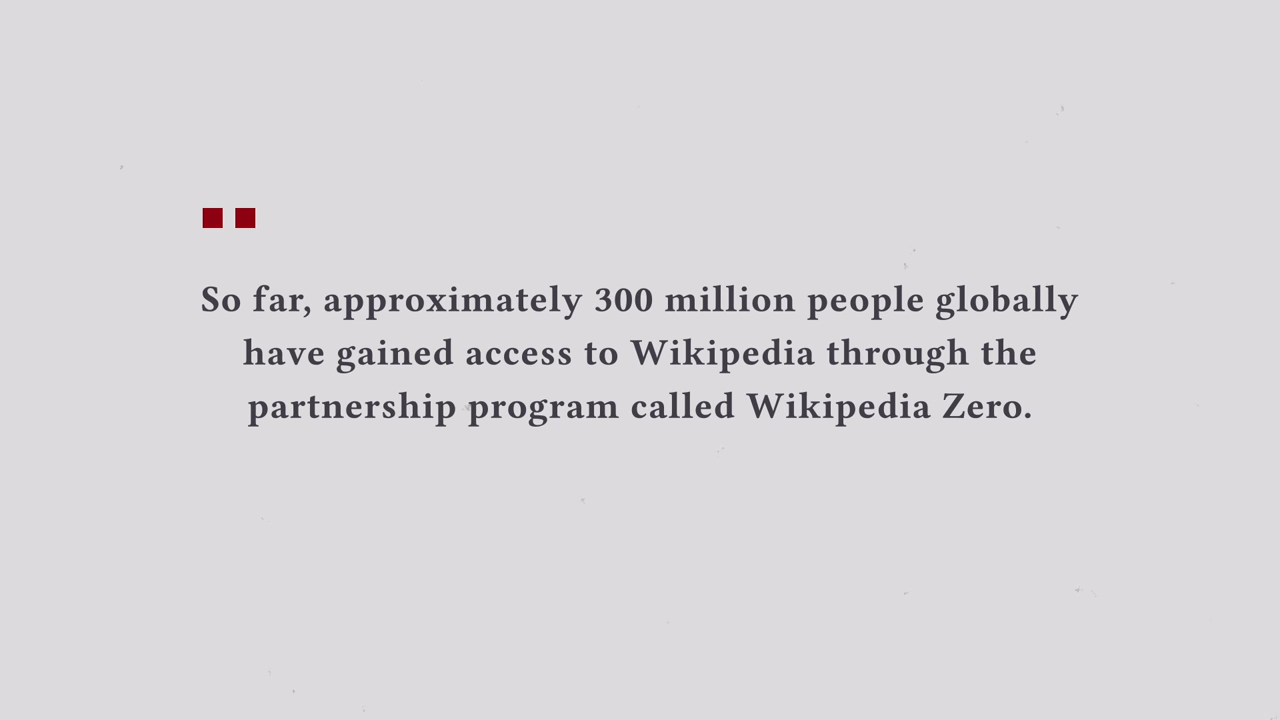 So far, approximately 300 million people globally
have gained access to Wikipedia through the
partnership program called Wikipedia Zero.